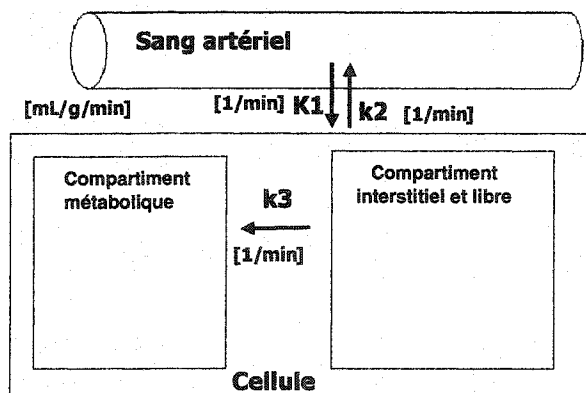 Sang artériel
[mL/g/min] [1/min] K1 k2 [1/min]
Compartiment
métabolique
Compartiment
interstitiel et libre
k3
[1/min]
Cellule